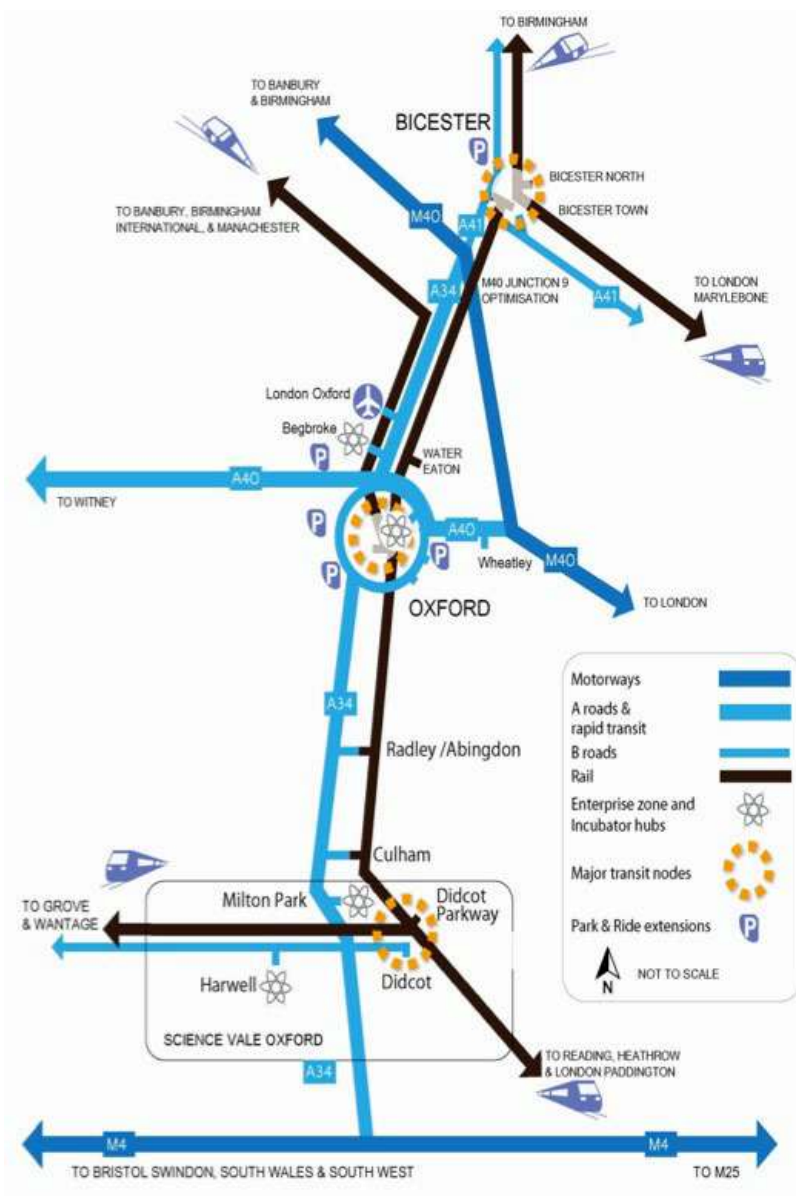 TO BIRMINGHAM
TO BANBURY
& BIRMINGHAM
BICESTER
P
BICESTER NORTH
BICESTER TOWN
TO BANBURY, BIRMINGHAM
INTERNATIONAL, & MANACHESTER
M40
A41
M40 JUNCTION 9
OPTIMISATION
A34
A41
TO LONDON
MARYLEBONE
London Oxford
Begbroke
P
WATER
EATON
A40
TO WITNEY
P
A40
Wheatley
P
P
M40
OXFORD
TO LONDON
Motorways
A roads &
rapid transit
B roads
Rail
Enterprise zone and
Incubator hubs
Major transit nodes
Park & Ride extensions
P
N
NOT TO SCALE
A34
Radley /Abingdon
Culham
Milton Park
Didcot
Parkway
TO GROVE
& WANTAGE
Harwell
Didcot
SCIENCE VALE OXFORD
A34
TO READING, HEATHROW
& LONDON PADDINGTON
M4
M4
TO BRISTOL SWINDON, SOUTH WALES & SOUTH WEST
TO M25